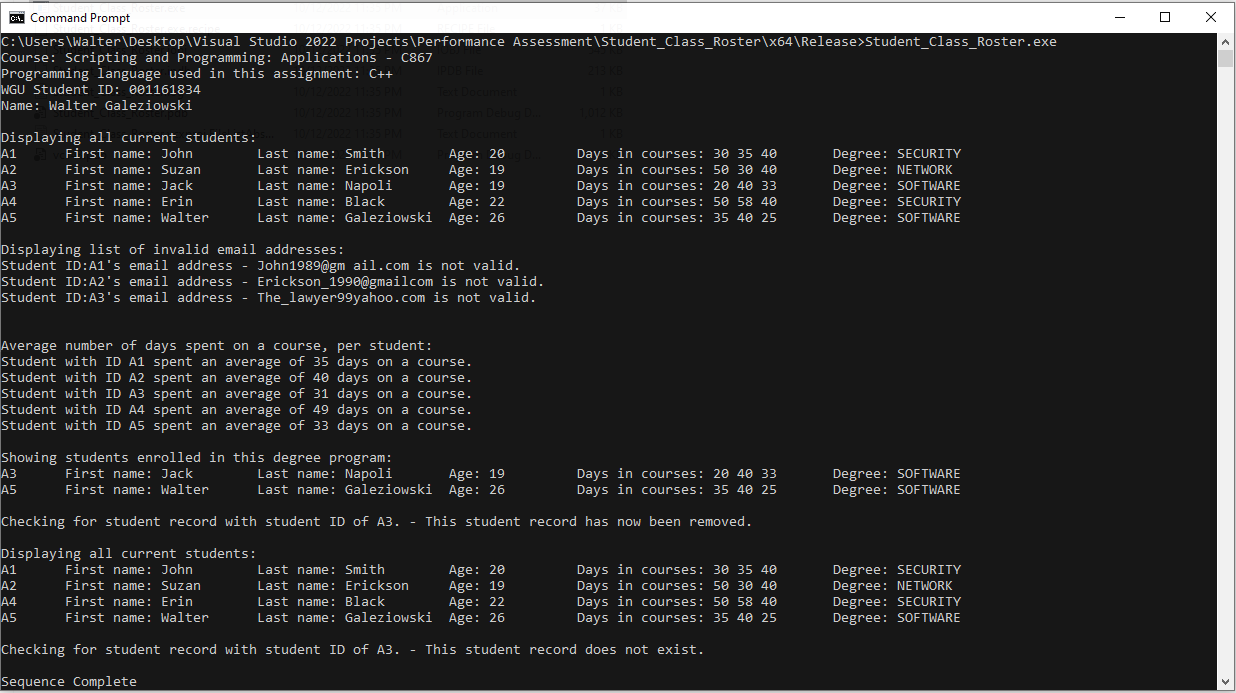 Command Prompt
C:\Users\Walter\Desktop\Visual Studio 2022 Projects\Performance Assessment\Student_Class_Roster\x64\Release>Student_Class_Roster.exe
Course: Scripting and Programming: Applications - C867
Programming language used in this assignment: C++
WGU Student ID: 001161834
Name: Walter Galeziowski
Displaying all current students:
A1 First name: John Last name: Smith Age: 20 Days in courses: 30 35 40 Degree: SECURITY
A2 First name: Suzan Last name: Erickson Age: 19 Days in courses: 50 30 40 Degree: NETWORK
A3 First name: Jack Last name: Napoli Age: 19 Days in courses: 20 40 33 Degree: SOFTWARE
A4 First name: Erin Last name: Black Age: 22 Days in courses: 50 58 40 Degree: SECURITY
A5 First name: Walter Last name: Galeziowski Age: 26 Days in courses: 35 40 25 Degree: SOFTWARE
Displaying list of invalid email addresses:
Student ID:A1's email address - John1989@gm ail.com is not valid.
Student ID:A2's email address - Erickson_1990@gmailcom is not valid.
Student ID:A3's email address - The_lawyer99yahoo.com is not valid.
Average number of days spent on a course, per student:
Student with ID A1 spent an average of 35 days on a course.
Student with ID A2 spent an average of 40 days on a course.
Student with ID A3 spent an average of 31 days on a course.
Student with ID A4 spent an average of 49 days on a course.
Student with ID A5 spent an average of 33 days on a course.
Showing students enrolled in this degree program:
A3 First name: Jack Last name: Napoli Age: 19 Days in courses: 20 40 33 Degree: SOFTWARE
A5 First name: Walter Last name: Galeziowski Age: 26 Days in courses: 35 40 25 Degree: SOFTWARE
Checking for student record with student ID of A3. - This student record has now been removed.
Displaying all current students:
A1 First name: John Last name: Smith Age: 20 Days in courses: 30 35 40 Degree: SECURITY
A2 First name: Suzan Last name: Erickson Age: 19 Days in courses: 50 30 40 Degree: NETWORK
A4 First name: Erin Last name: Black Age: 22 Days in courses: 50 58 40 Degree: SECURITY
A5 First name: Walter Last name: Galeziowski Age: 26 Days in courses: 35 40 25 Degree: SOFTWARE
Checking for student record with student ID of A3. - This student record does not exist.
Sequence Complete